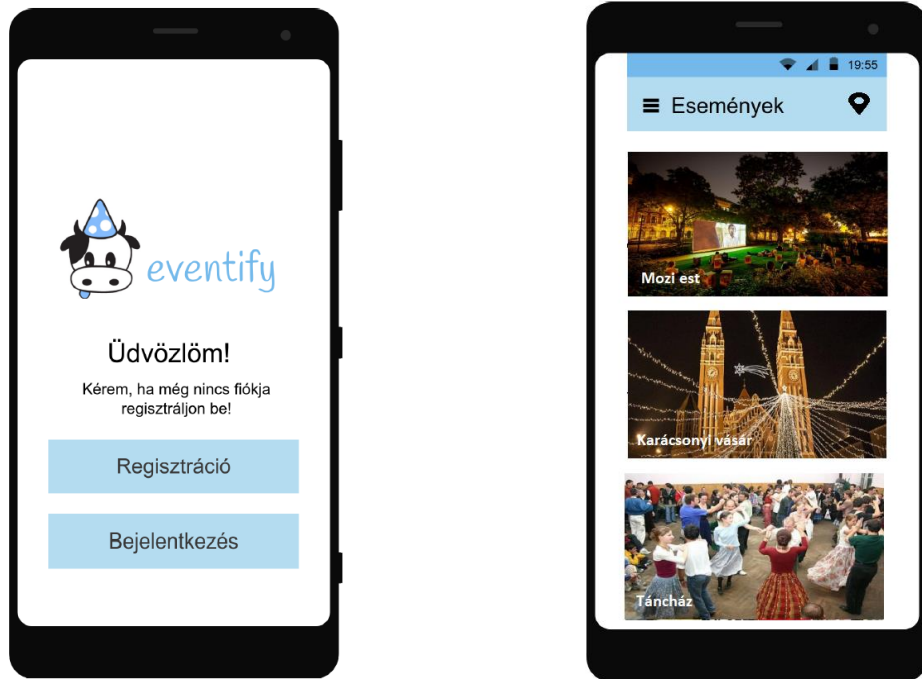 eventify
Üdvözlöm!
Kérem, ha még nincs fiókja
regisztráljon be!
Regisztráció
Bejelentkezés
19:55
Események
Mozi est
Karácsonyi vásár
Táncház